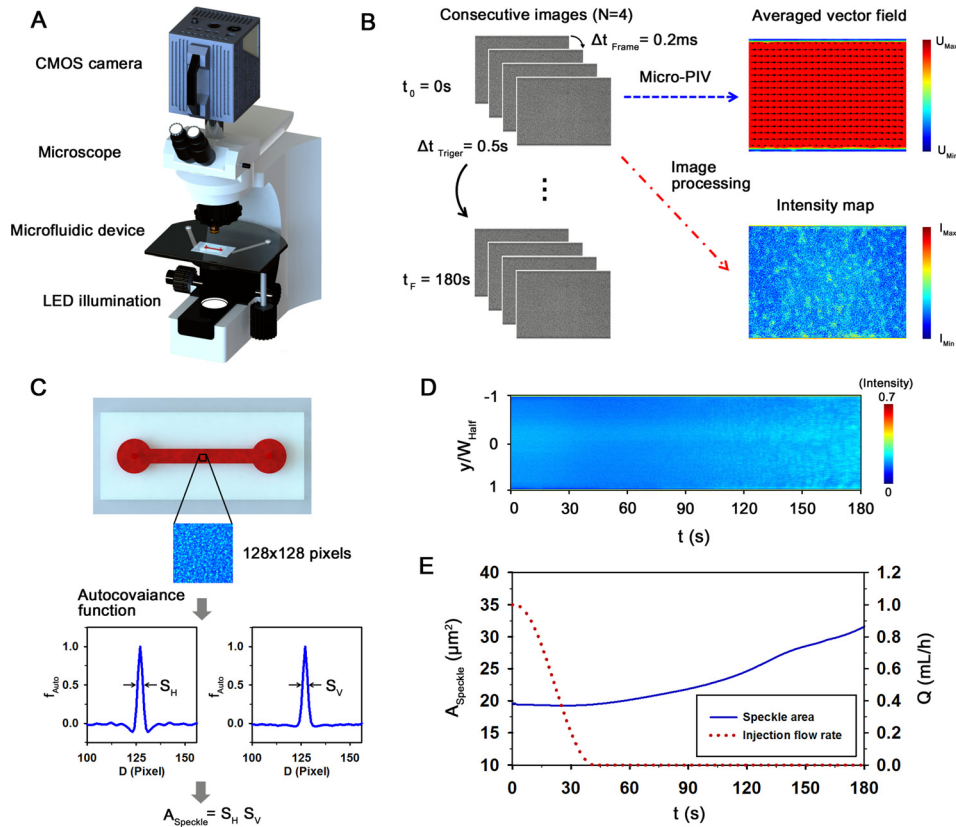 A
CMOS camera
Microscope
Microfluidic device
LED illumination
B
Consecutive images (N=4)
Δt Frame = 0.2ms
t0 = 0s
Δt Triger = 0.5s
tF = 180s
Micro-PIV
Image
processing
Averaged vector field
UMax
UMin
Intensity map
IMax
IMin
C
128x128 pixels
Autocovaiance
function
fAuto
1.0
0.5
0.0
SH
100 125 150
D (Pixel)
fAuto
1.0
0.5
0.0
SV
100 125 150
D (Pixel)
ASpeckle = SH SV
D
y/WHalf
-1
0
1
0 30 60 90 120 150 180
t (s)
(Intensity)
0.7
0
E
ASpeckle (μm²)
40
35
30
25
20
15
10
0 30 60 90 120 150 180
t (s)
Speckle area
Injection flow rate
1.2
1.0
0.8
0.6
0.4
0.2
0.0
Q (mL/h)